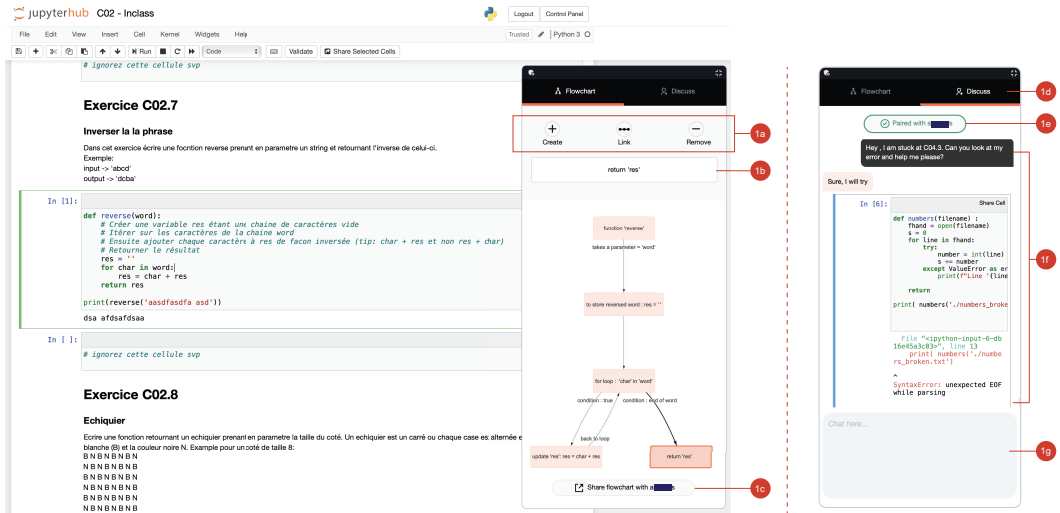 jupyterhub C02 - Inclass
Logout Control Panel
File Edit View Insert Cell Kernel Widgets Help
Trusted Python 3
Run Code Validate Share Selected Cells
# ignorez cette cellule svp
Exercice C02.7
Inverser la la phrase
Dans cet exercice écrire une focntion reverse prenant en parametre un string et retournant l'inverse de celui-ci.
Exemple:
input -> 'abcd'
output -> 'dcba'
In [1]:
def reverse(word):
# Créer une variable res étant une chaine de caractères vide
# Itérer sur les caractères de la chaine word
# Ensuite ajouter chaque caractère à res de facon inversée (tip: char + res et non res + char)
# Retourner le résultat
res = ''
for char in word:
res = char + res
return res
print(reverse('aasdfasdfa asd'))
dsa afdsafdsaa
In [ ]:
# ignorez cette cellule svp
Exercice C02.8
Echiquier
Ecrire une fonction retournant un echiquier prenant en parametre la taille du coté. Un echiquier est un carré ou chaque case est alternée e
blanche (B) et la couleur noire N. Example pour un coté de taille 8:
B N B N B N B N
N B N B N B N B
B N B N B N B N
N B N B N B N B
B N B N B N B N
N B N B N B N B
Flowchart Discuss
Create Link Remove
1a
return 'res'
1b
function 'reverse'
takes a parameter = 'word'
to store reversed word : res = ''
for loop : 'char' in 'word'
condition : true condition : end of word
back to loop
update 'res': res = char + res
return 'res'
Share flowchart with a s
1c
Flowchart Discuss
1d
Paired with a s
1e
Hey , I am stuck at C04.3. Can you look at my
error and help me please?
Sure, I will try
In [6]: Share Cell
def numbers(filename) :
fhand = open(filename)
s = 0
for line in fhand:
try:
number = int(line)
s += number
except ValueError as er
print(f"Line '{line
return
print( numbers('./numbers_broke
File "<ipython-input-6-db
16e45a3c03>", line 13
print( numbers('./numbe
rs_broken.txt')
^
SyntaxError: unexpected EOF
while parsing
1f
Chat here...
1g